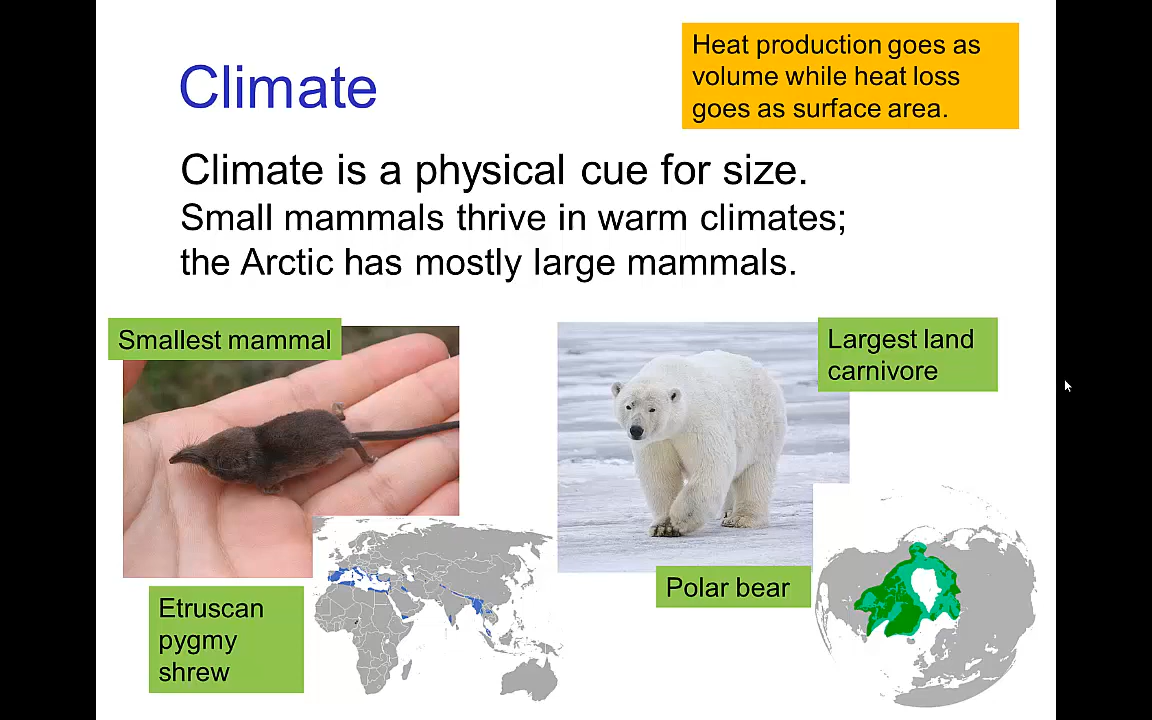 Climate
Heat production goes as
volume while heat loss
goes as surface area.
Climate is a physical cue for size.
Small mammals thrive in warm climates;
the Arctic has mostly large mammals.
Smallest mammal
Largest land
carnivore
Etruscan
pygmy
shrew
Polar bear